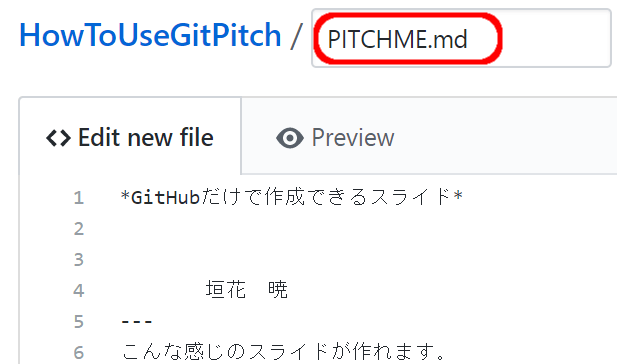 HowToUseGitPitch / PITCHME.md
<> Edit new file Preview
1 *GitHubだけで作成できるスライド*
2
3
4 垣花　暁
5 ---
6 こんな感じのスライドが作れます。